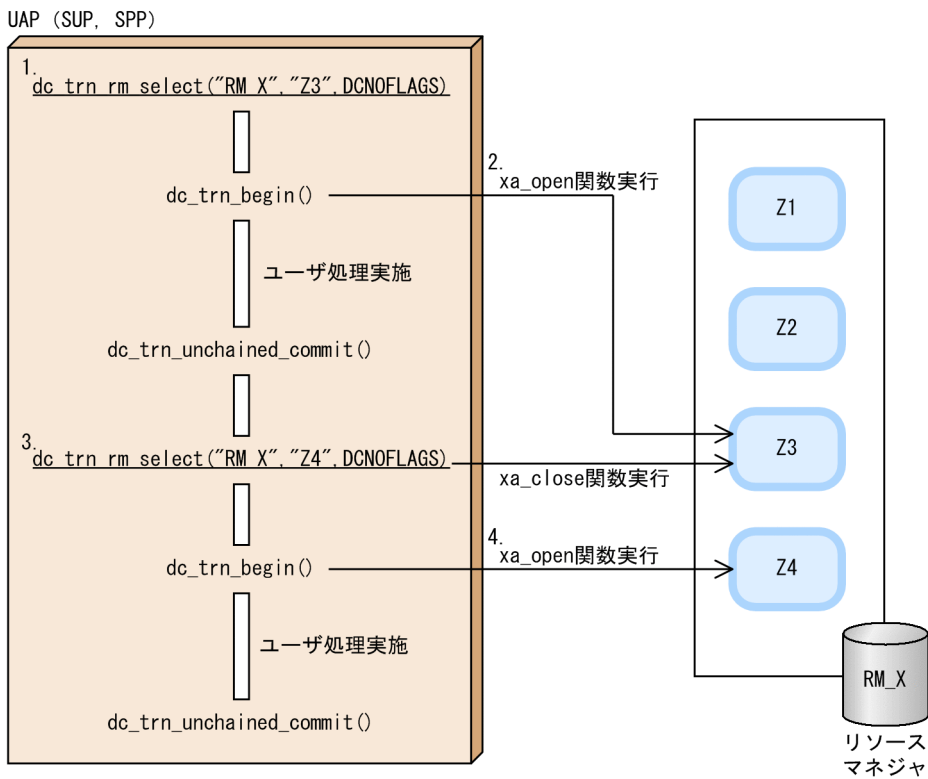 UAP (SUP, SPP)
1.
dc_trn_rm_select("RM_X","Z3",DCNOFLAGS)
2.
xa_open関数実行
dc_trn_begin()
Z1
ユーザ処理実施
Z2
dc_trn_unchained_commit()
3.
dc_trn_rm_select("RM_X","Z4",DCNOFLAGS)
Z3
xa_close関数実行
4.
xa_open関数実行
dc_trn_begin()
Z4
ユーザ処理実施
RM_X
dc_trn_unchained_commit()
リソース
マネジャ